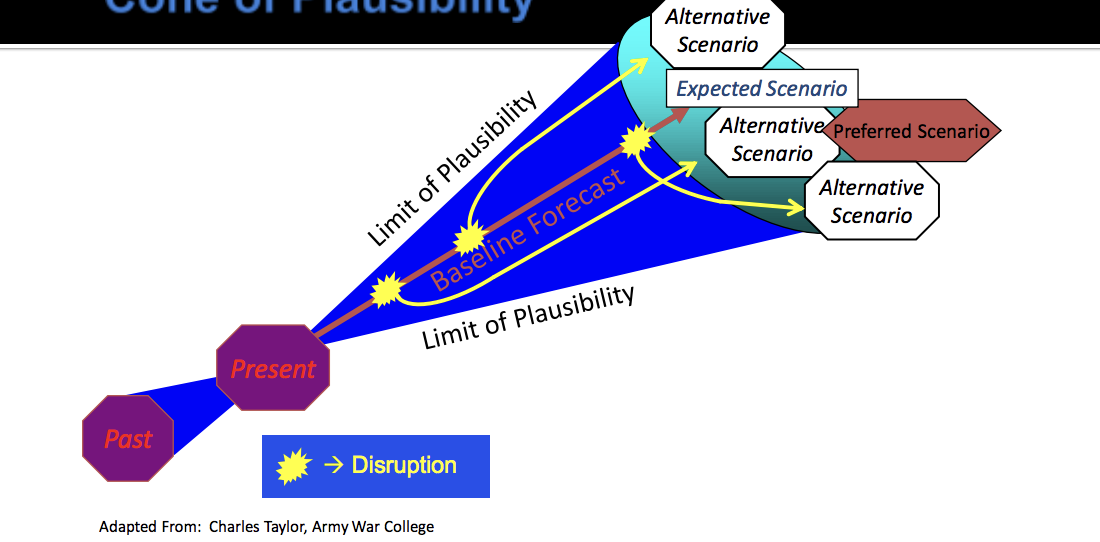 Cone of Plausibility
Alternative
Scenario
Expected Scenario
Alternative
Scenario
Preferred Scenario
Alternative
Scenario
Limit of Plausibility
Baseline Forecast
Limit of Plausibility
Present
Past
→ Disruption
Adapted From: Charles Taylor, Army War College